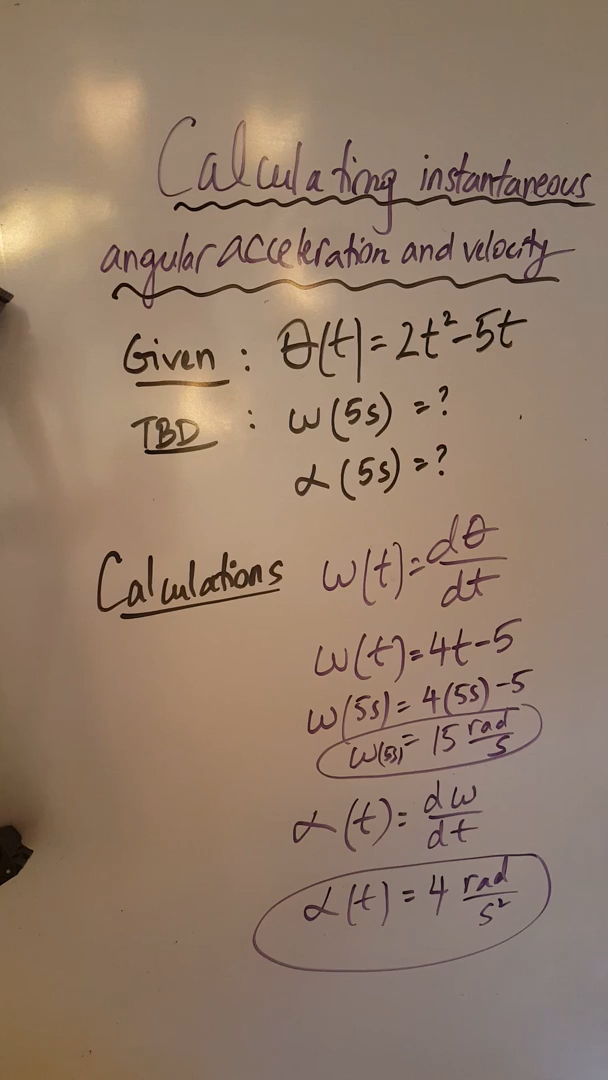 Calculating instantaneous
angular acceleration and velocity
Given : θ(t) = 2t²-5t
TBD : ω(5s) = ?
α(5s) = ?
Calculations ω(t) = dθ/dt
ω(t) = 4t-5
ω(5s) = 4(5s)-5
ω(5s) = 15 rad/s
α(t) = dω/dt
α(t) = 4 rad/s²